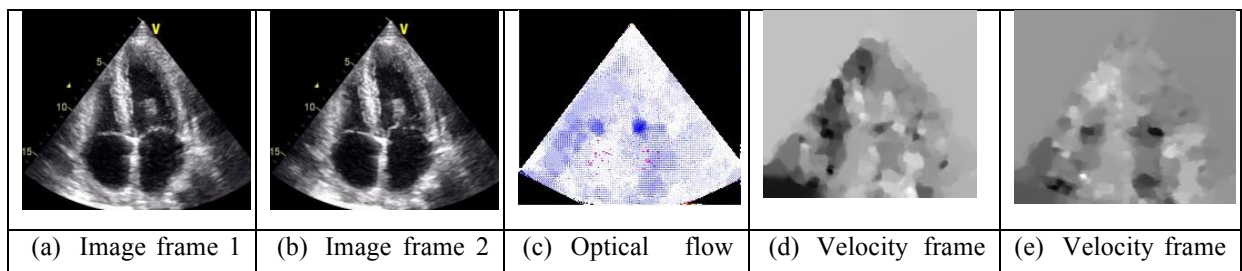 V
5
10
15
V
5
10
15
(a) Image frame 1
(b) Image frame 2
(c) Optical flow
(d) Velocity frame
(e) Velocity frame